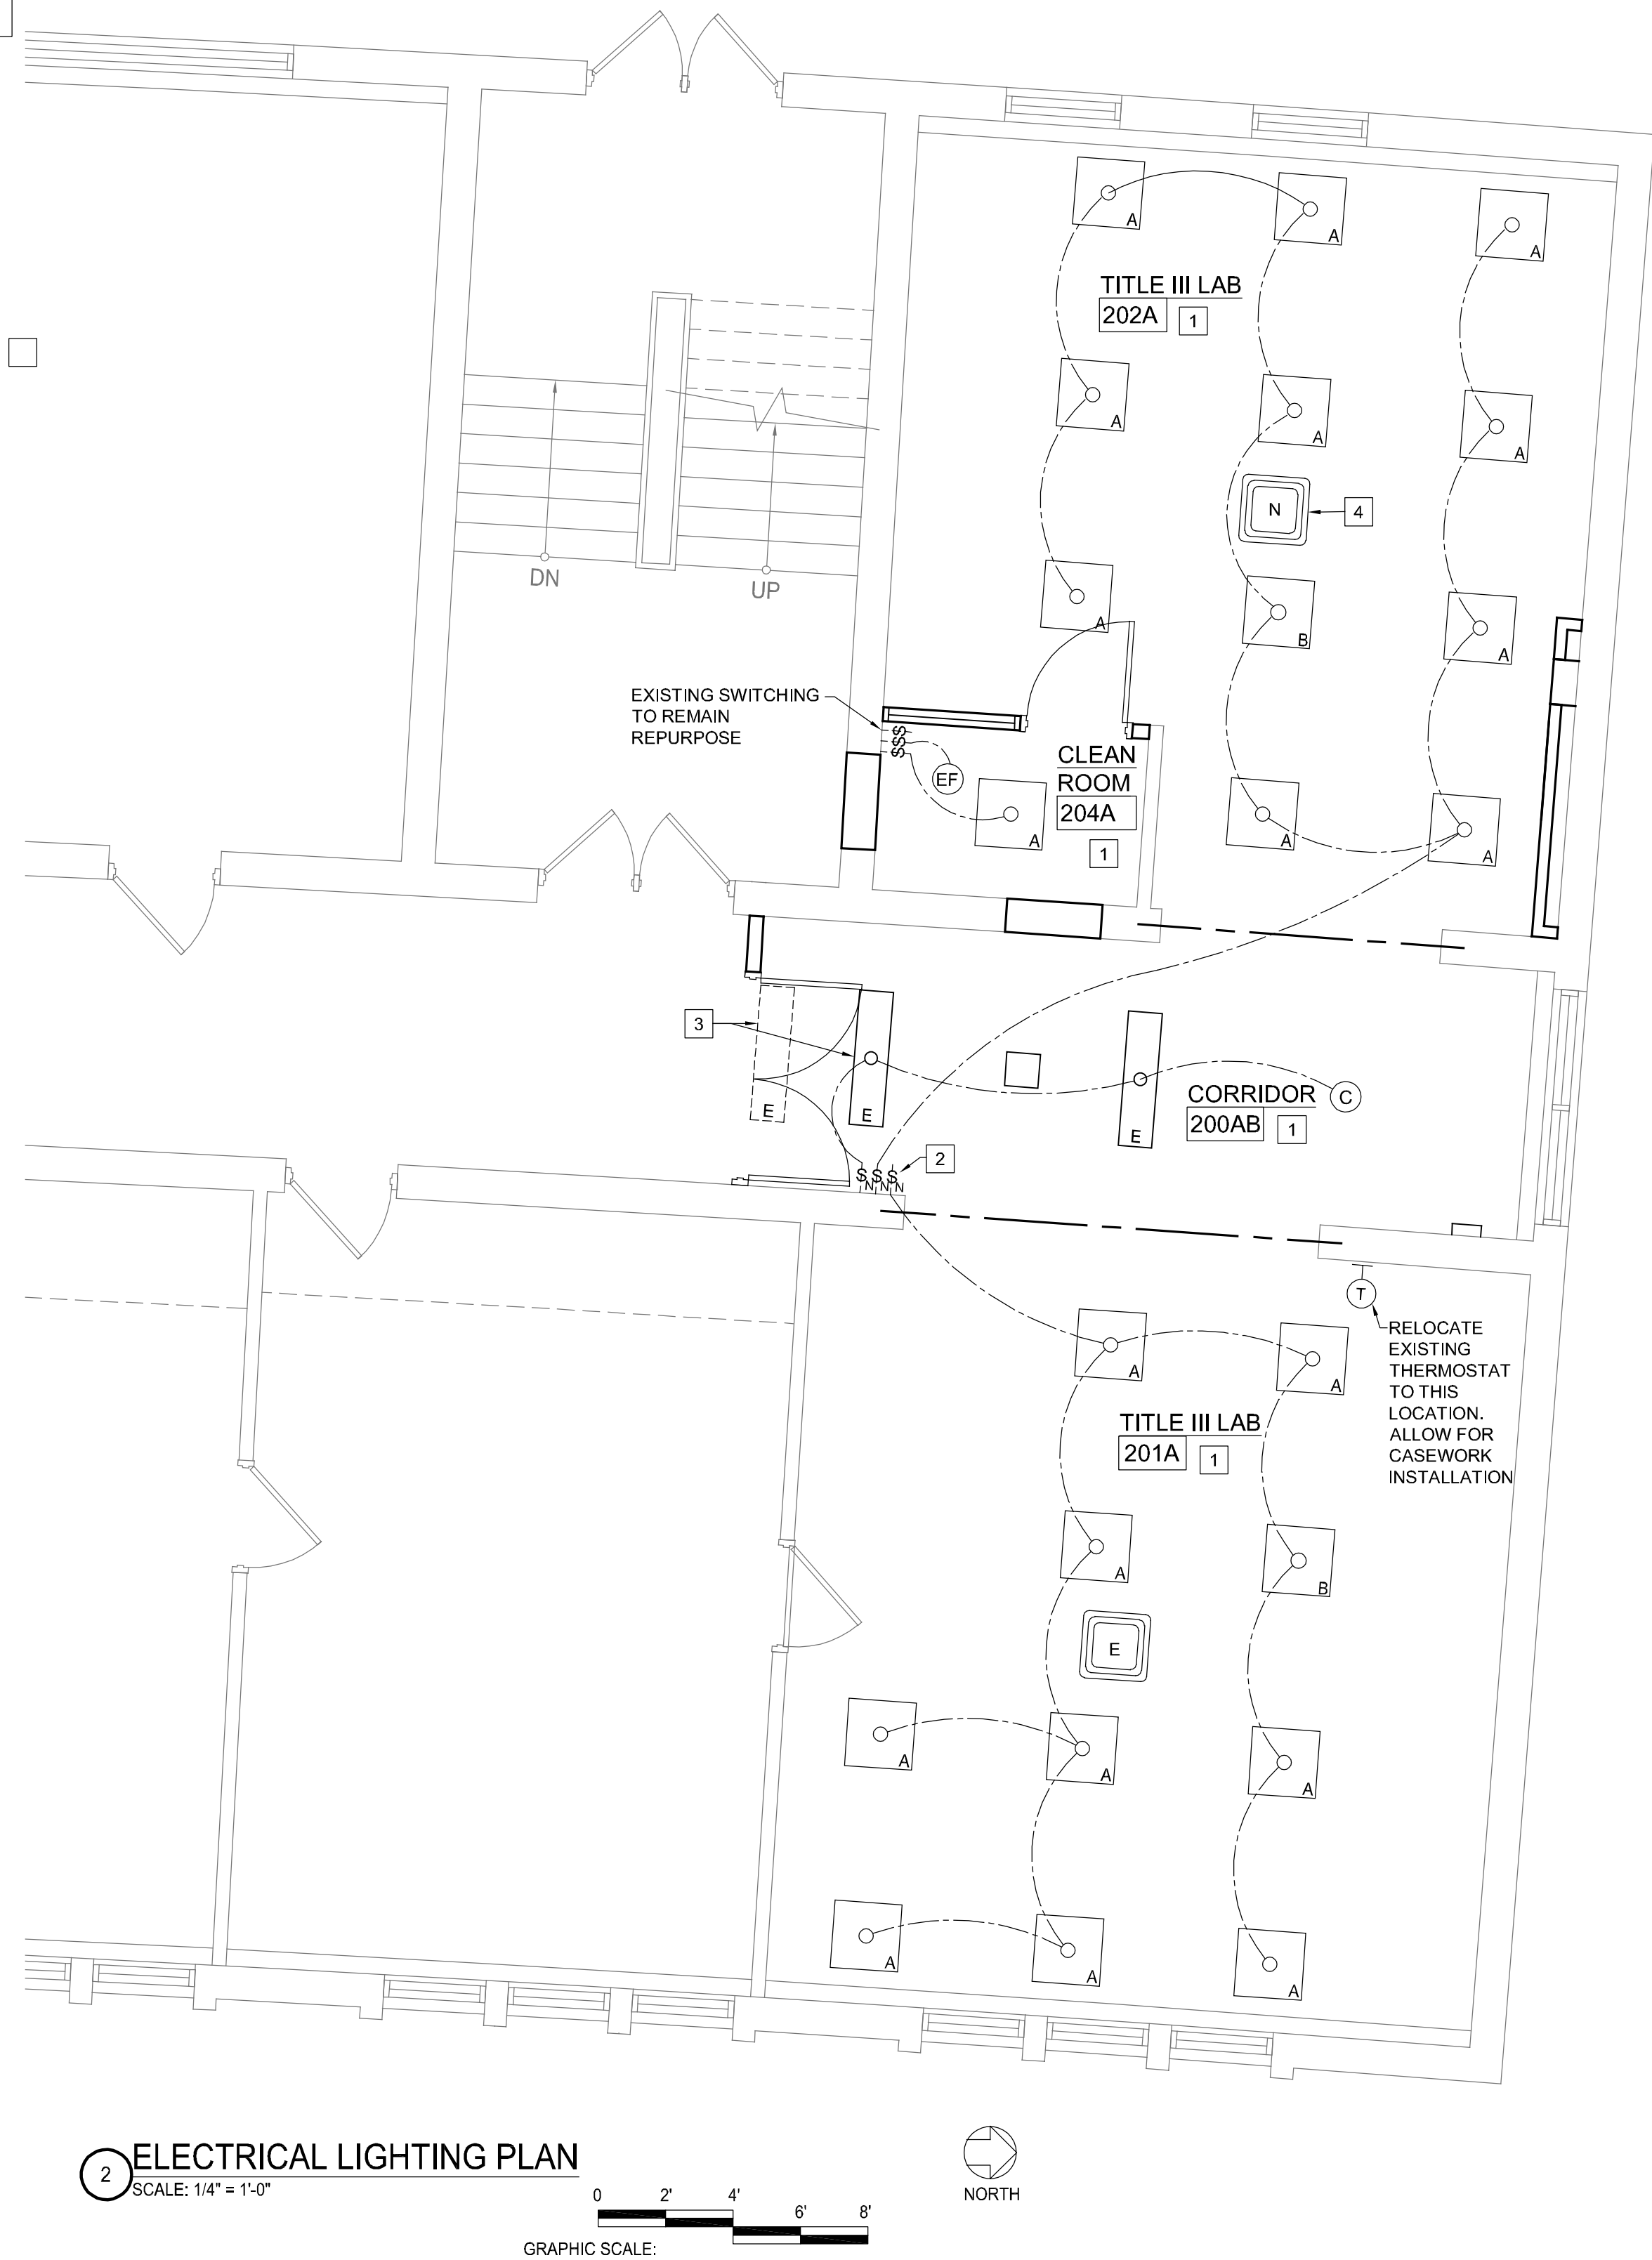 A
A
A
TITLE III LAB
202A
1
A
A
A
N
4
DN
UP
A
B
A
EXISTING SWITCHING
TO REMAIN
REPURPOSE
S
S
S
EF
CLEAN
ROOM
204A
1
A
A
A
3
E
E
E
CORRIDOR
200AB
1
C
2
S S S
N N N
T
RELOCATE
EXISTING
THERMOSTAT
TO THIS
LOCATION.
ALLOW FOR
CASEWORK
INSTALLATION
A
A
TITLE III LAB
201A
1
A
B
E
A
A
A
A
A
A
2
ELECTRICAL LIGHTING PLAN
SCALE: 1/4" = 1'-0"
NORTH
0 2' 4' 6' 8'
GRAPHIC SCALE: